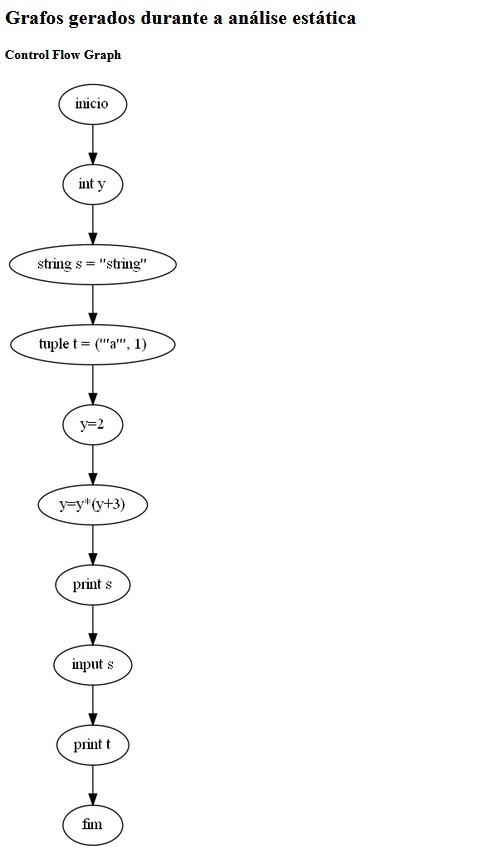 Grafos gerados durante a análise estática
Control Flow Graph
inicio
int y
string s = "string"
tuple t = ("'a'", 1)
y=2
y=y*(y+3)
print s
input s
print t
fim